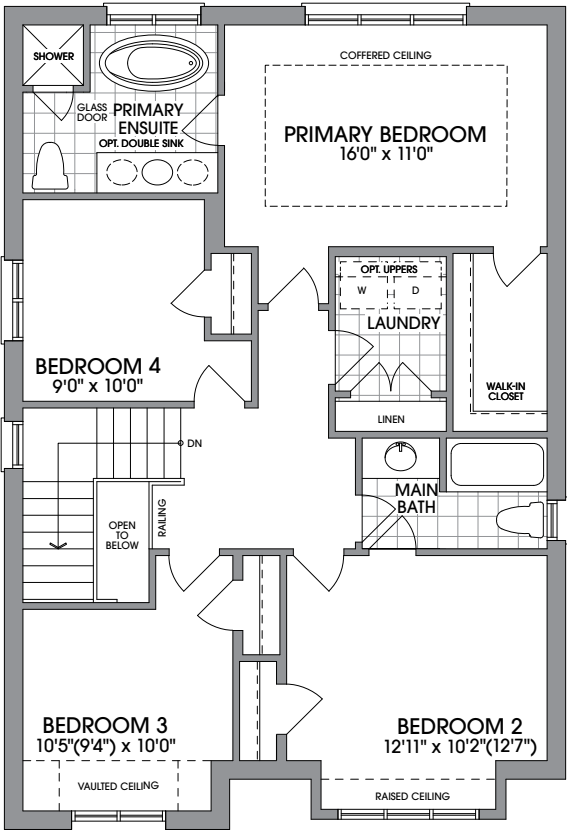 SHOWER
GLASS
DOOR
PRIMARY
ENSUITE
OPT. DOUBLE SINK
COFFERED CEILING
PRIMARY BEDROOM
16'0" x 11'0"
OPT. UPPERS
W D
LAUNDRY
BEDROOM 4
9'0" x 10'0"
WALK-IN
CLOSET
LINEN
DN
MAIN
BATH
OPEN
TO
BELOW
RAILING
BEDROOM 3
10'5"(9'4") x 10'0"
VAULTED CEILING
BEDROOM 2
12'11" x 10'2"(12'7")
RAISED CEILING